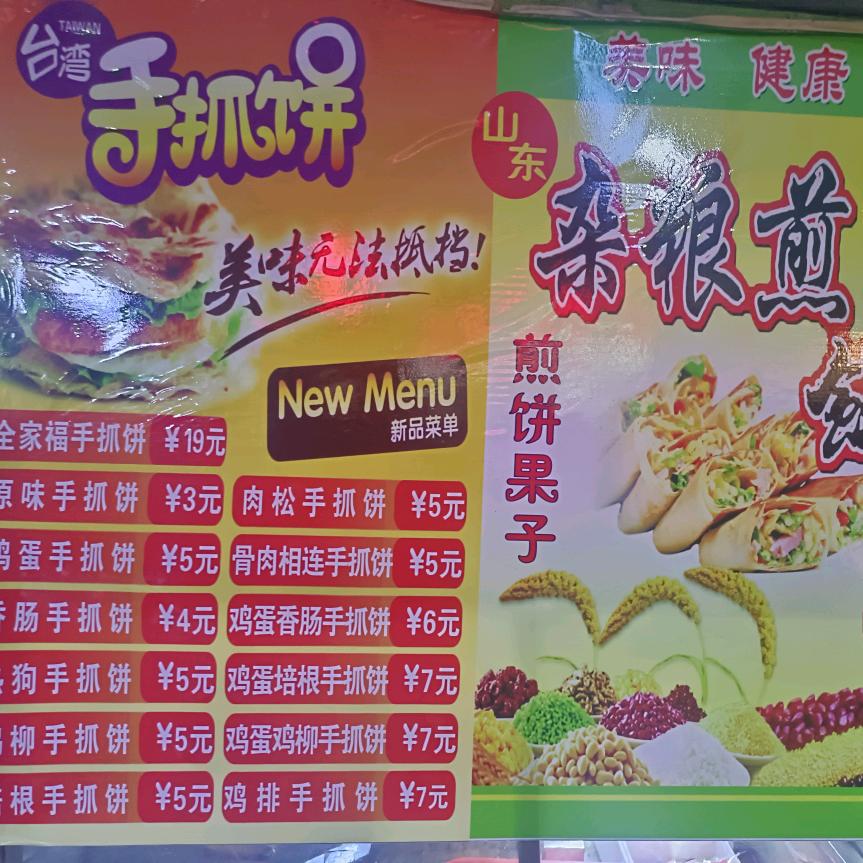 TAIWAN
台湾
手抓饼
美味无法抵挡!
New Menu
新品菜单
全家福手抓饼 ¥19元
原味手抓饼 ¥3元
鸡蛋手抓饼 ¥5元
香肠手抓饼 ¥4元
热狗手抓饼 ¥5元
鸡柳手抓饼 ¥5元
培根手抓饼 ¥5元
肉松手抓饼 ¥5元
骨肉相连手抓饼 ¥5元
鸡蛋香肠手抓饼 ¥6元
鸡蛋培根手抓饼 ¥7元
鸡蛋鸡柳手抓饼 ¥7元
鸡排手抓饼 ¥7元
美味 健康
山东
杂粮煎
煎饼果子